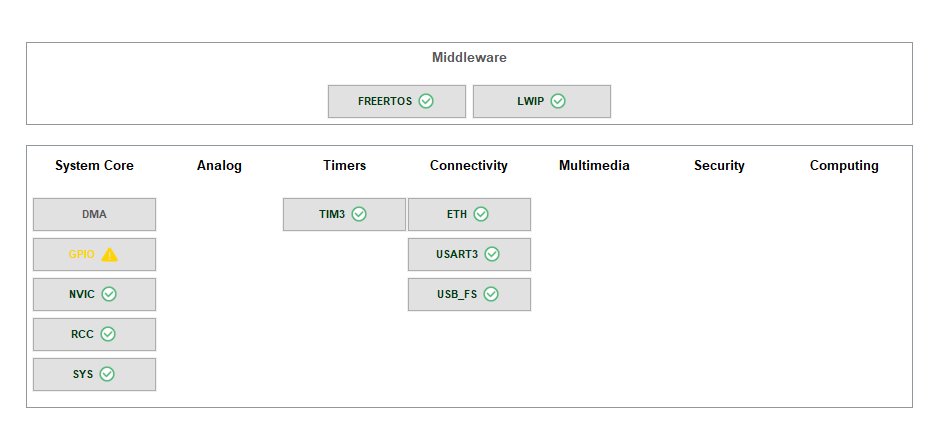 Middleware
FREERTOS LWIP
System Core Analog Timers Connectivity Multimedia Security Computing
DMA TIM3 ETH
GPIO USART3
NVIC USB_FS
RCC
SYS